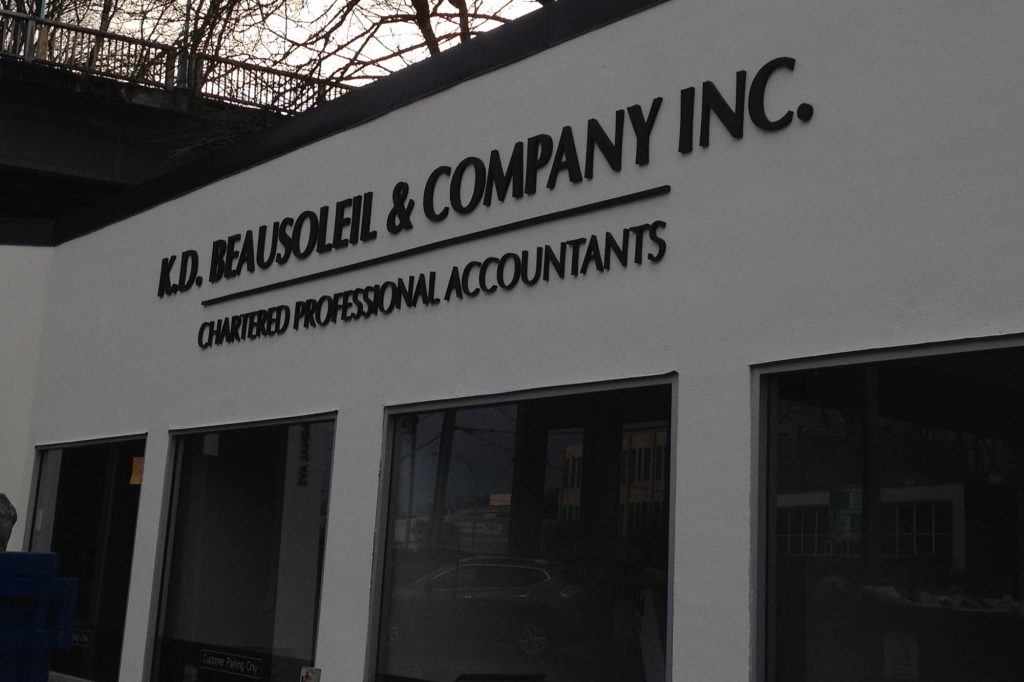 K.D. BEAUSOLEIL & COMPANY INC.
CHARTERED PROFESSIONAL ACCOUNTANTS
Customer Parking Only